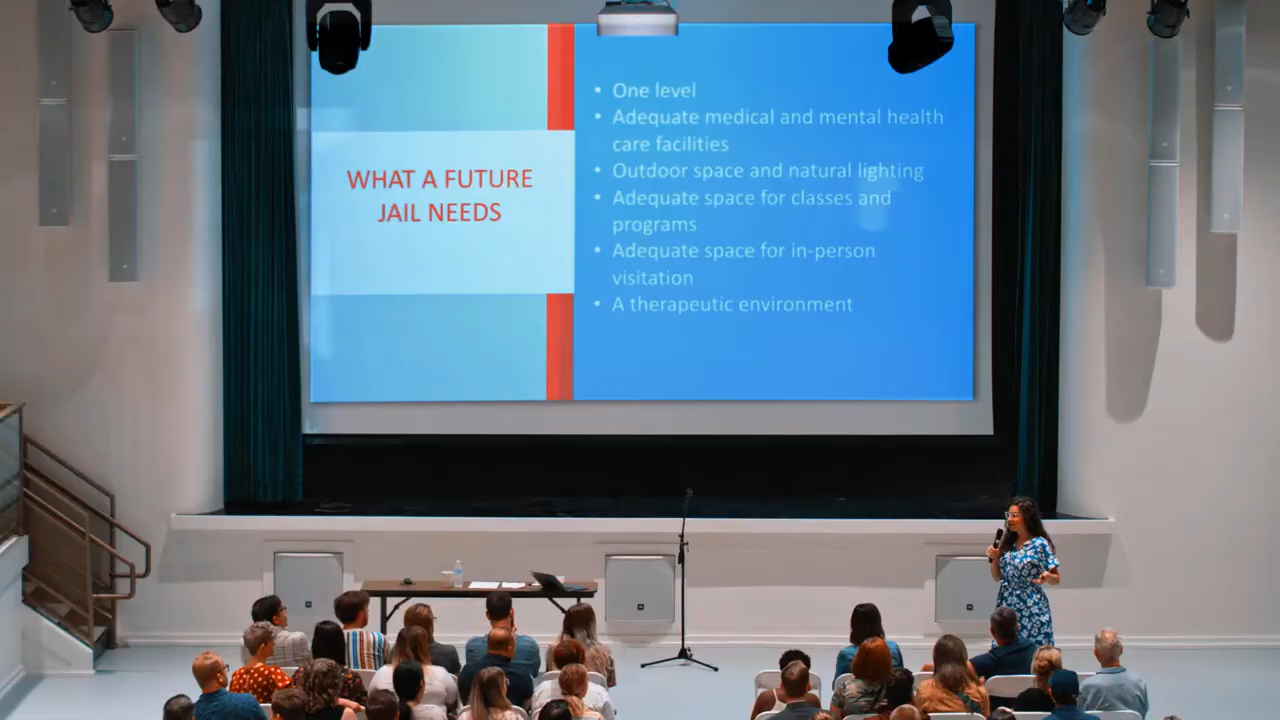 WHAT A FUTURE
JAIL NEEDS
• One level
• Adequate medical and mental health
care facilities
• Outdoor space and natural lighting
• Adequate space for classes and
programs
• Adequate space for in-person
visitation
• A therapeutic environment